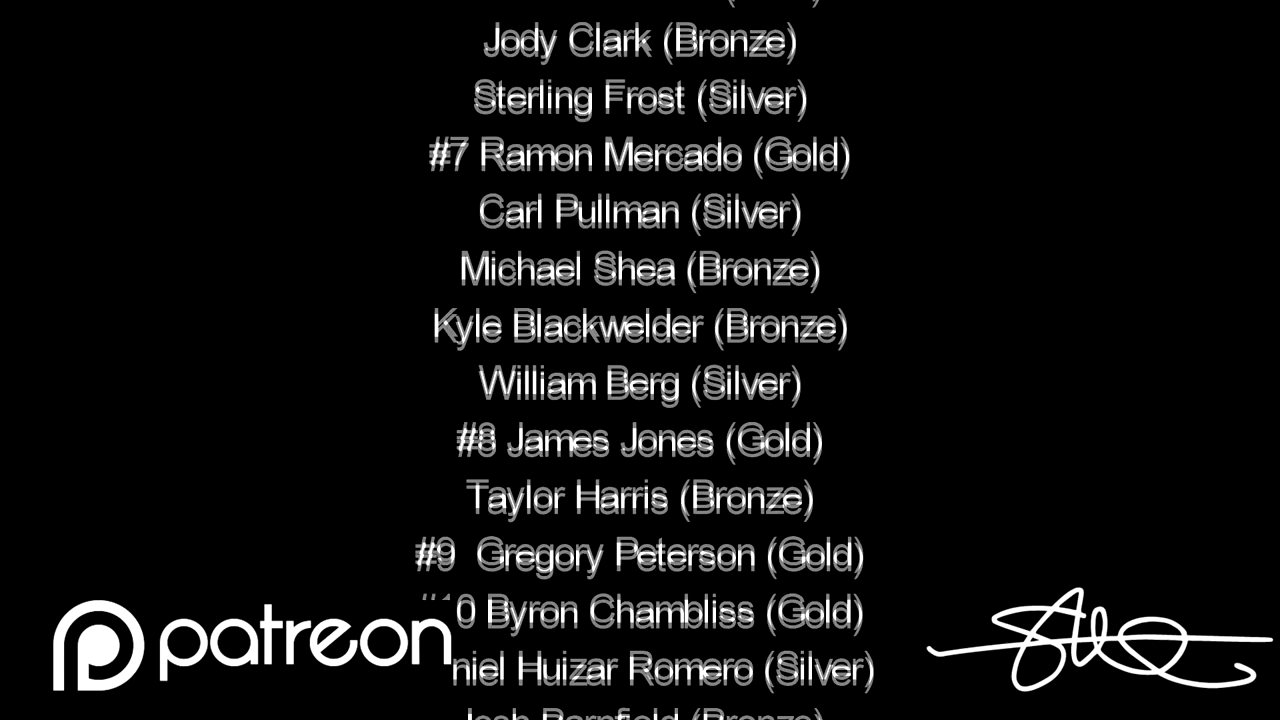 Jody Clark (Bronze)
Sterling Frost (Silver)
#7 Ramon Mercado (Gold)
Carl Pullman (Silver)
Michael Shea (Bronze)
Kyle Blackwelder (Bronze)
William Berg (Silver)
#8 James Jones (Gold)
Taylor Harris (Bronze)
#9 Gregory Peterson (Gold)
0 Byron Chambliss (Gold)
patreon
niel Huizar Romero (Silver)